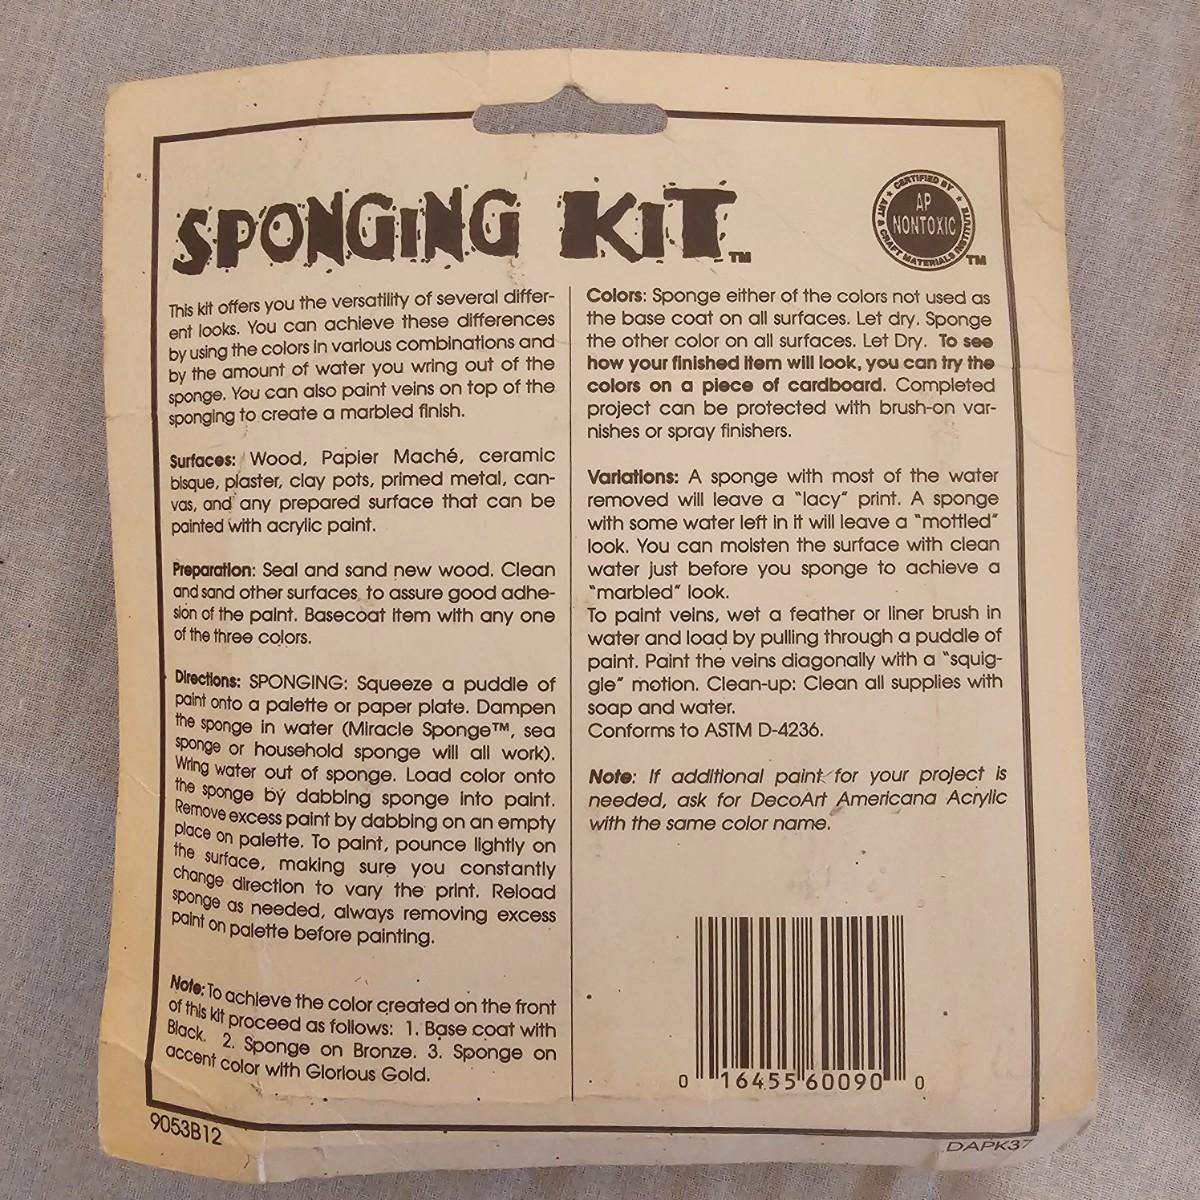 SPONGING KIT™
CERTIFIED BY
ART & CRAFT MATERIALS INSTITUTE
AP
NONTOXIC
TM
This kit offers you the versatility of several differ-
ent looks. You can achieve these differences
by using the colors in various combinations and
by the amount of water you wring out of the
sponge. You can also paint veins on top of the
sponging to create a marbled finish.
Surfaces: Wood, Papier Maché, ceramic
bisque, plaster, clay pots, primed metal, can-
vas, and any prepared surface that can be
painted with acrylic paint.
Preparation: Seal and sand new wood. Clean
and sand other surfaces to assure good adhe-
sion of the paint. Basecoat item with any one
of the three colors.
Directions: SPONGING: Squeeze a puddle of
paint onto a palette or paper plate. Dampen
the sponge in water (Miracle Sponge™, sea
sponge or household sponge will all work).
Wring water out of sponge. Load color onto
the sponge by dabbing sponge into paint.
Remove excess paint by dabbing on an empty
place on palette. To paint, pounce lightly on
the surface, making sure you constantly
change direction to vary the print. Reload
sponge as needed, always removing excess
paint on palette before painting.
Note: To achieve the color created on the front
of this kit proceed as follows: 1. Base coat with
Black. 2. Sponge on Bronze. 3. Sponge on
accent color with Glorious Gold.
Colors: Sponge either of the colors not used as
the base coat on all surfaces. Let dry. Sponge
the other color on all surfaces. Let Dry. To see
how your finished item will look, you can try the
colors on a piece of cardboard. Completed
project can be protected with brush-on var-
nishes or spray finishers.
Variations: A sponge with most of the water
removed will leave a "lacy" print. A sponge
with some water left in it will leave a "mottled"
look. You can moisten the surface with clean
water just before you sponge to achieve a
"marbled" look.
To paint veins, wet a feather or liner brush in
water and load by pulling through a puddle of
paint. Paint the veins diagonally with a "squig-
gle" motion. Clean-up: Clean all supplies with
soap and water.
Conforms to ASTM D-4236.
Note: If additional paint for your project is
needed, ask for DecoArt Americana Acrylic
with the same color name.
0 16455 60090 0
9053B12
DAPK37